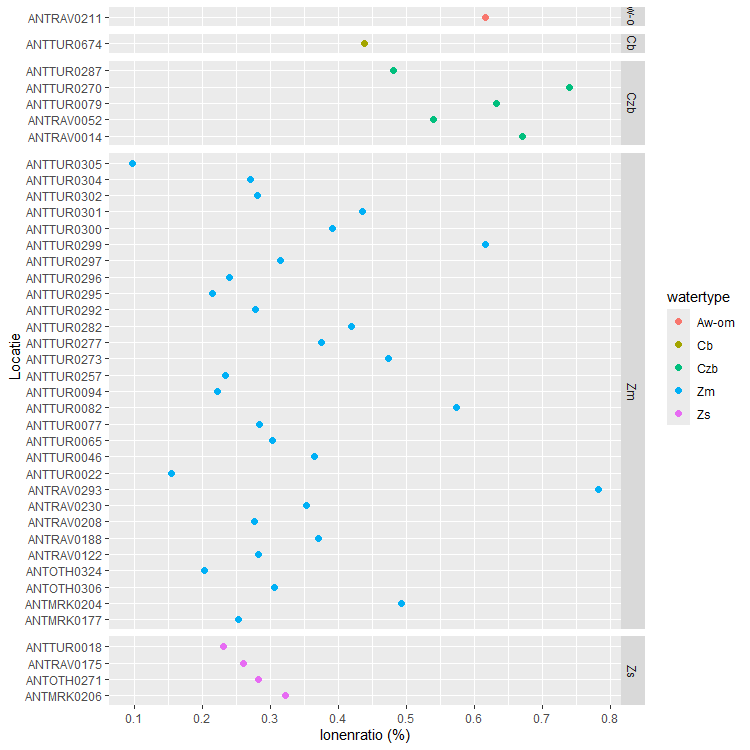 ANTRAV0211
w-o
ANTTUR0674
Cb
ANTTUR0287
ANTTUR0270
ANTTUR0079
ANTRAV0052
ANTRAV0014
Czb
ANTTUR0305
ANTTUR0304
ANTTUR0302
ANTTUR0301
ANTTUR0300
ANTTUR0299
ANTTUR0297
ANTTUR0296
ANTTUR0295
ANTTUR0292
ANTTUR0282
ANTTUR0277
ANTTUR0273
ANTTUR0257
ANTTUR0094
ANTTUR0082
ANTTUR0077
ANTTUR0065
ANTTUR0046
ANTTUR0022
ANTRAV0293
ANTRAV0230
ANTRAV0208
ANTRAV0188
ANTRAV0122
ANTOTH0324
ANTOTH0306
ANTMRK0204
ANTMRK0177
Zm
ANTTUR0018
ANTRAV0175
ANTOTH0271
ANTMRK0206
Zs
Locatie
0.1 0.2 0.3 0.4 0.5 0.6 0.7 0.8
Ionenratio (%)
watertype
Aw-om
Cb
Czb
Zm
Zs